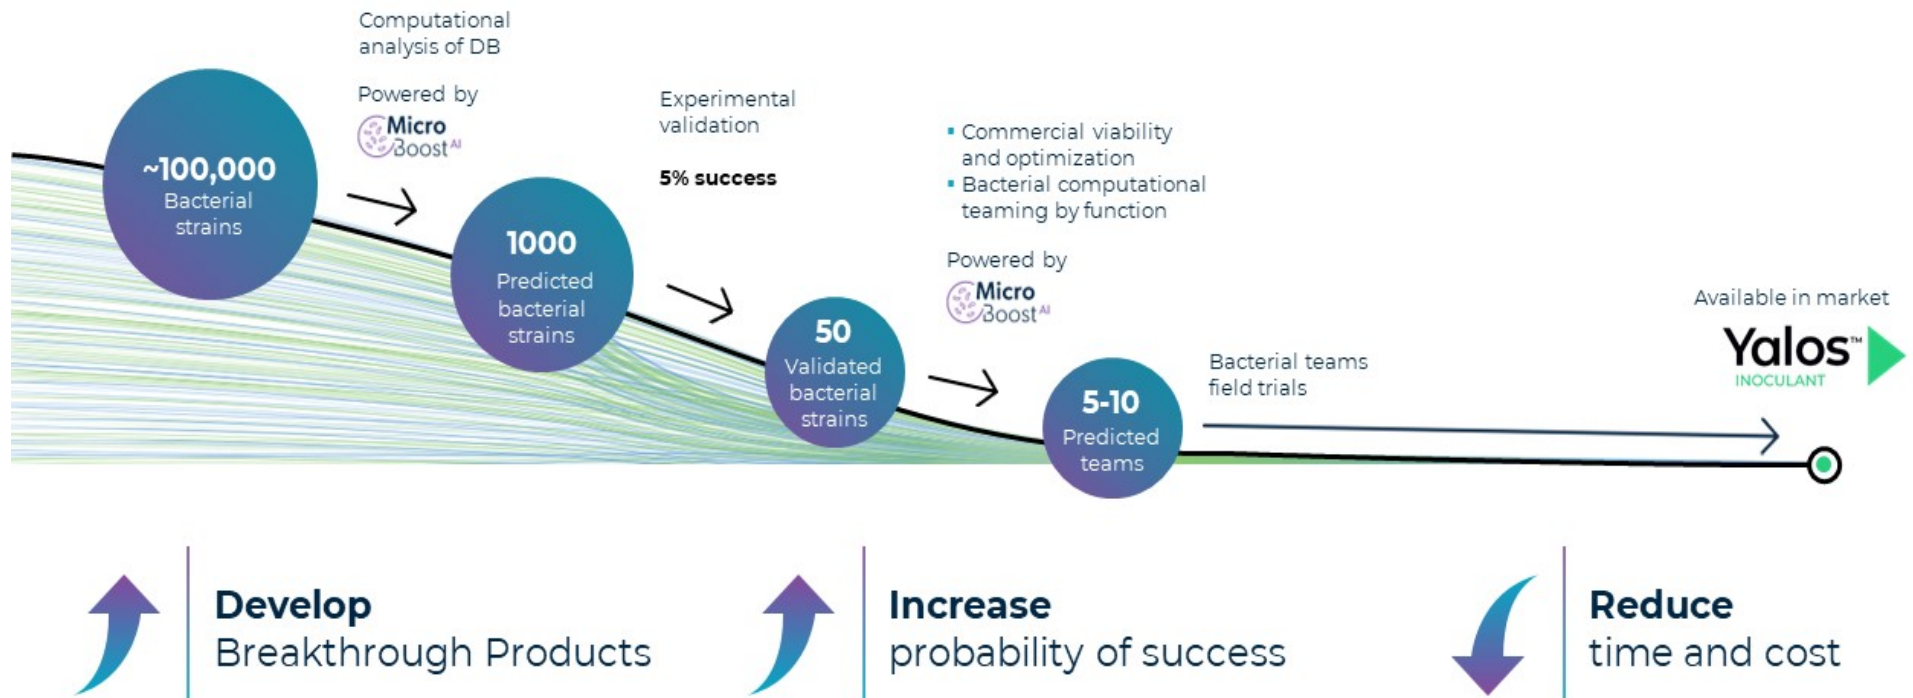 Computational
analysis of DB
Powered by
Micro
Boost AI
~100,000
Bacterial
strains
Experimental
validation
5% success
1000
Predicted
bacterial
strains
▪ Commercial viability
and optimization
▪ Bacterial computational
teaming by function
Powered by
Micro
Boost AI
50
Validated
bacterial
strains
5-10
Predicted
teams
Bacterial teams
field trials
Available in market
Yalos™
INOCULANT
Develop
Breakthrough Products
Increase
probability of success
Reduce
time and cost